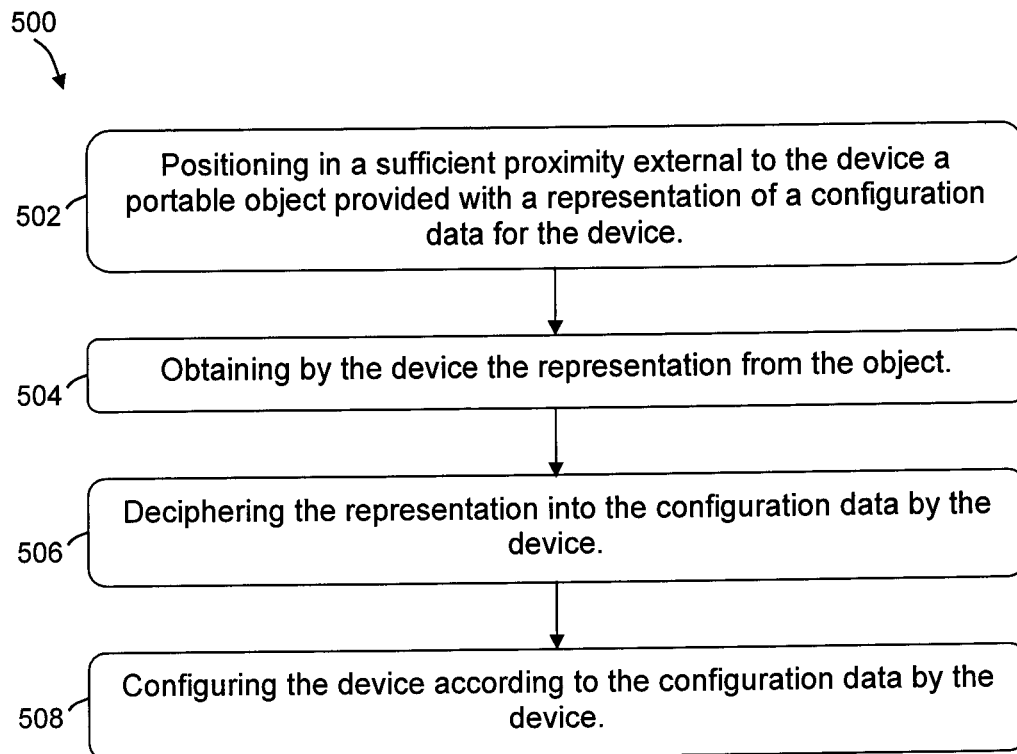 500
Positioning in a sufficient proximity external to the device a
portable object provided with a representation of a configuration
data for the device.
502
Obtaining by the device the representation from the object.
504
Deciphering the representation into the configuration data by the
device.
506
Configuring the device according to the configuration data by the
device.
508